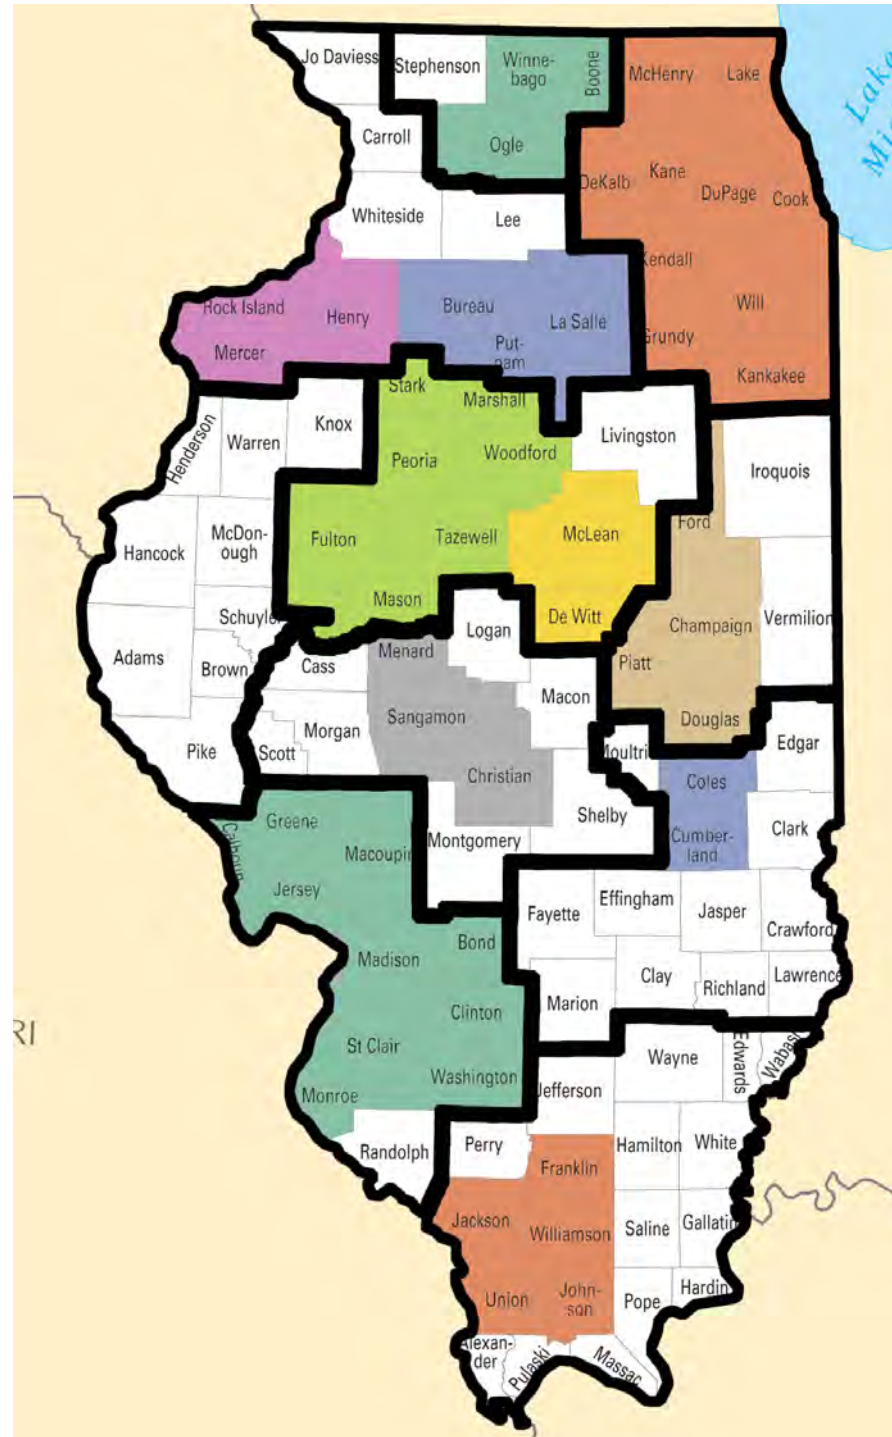 Jo Daviess
Stephenson
Winne-
bago
Boone
McHenry
Lake
Lake
Mi
Carroll
Ogle
DeKalb
Kane
DuPage
Cook
Whiteside
Lee
Kendall
Rock Island
Henry
Bureau
La Salle
Will
Mercer
Put-
nam
Grundy
Kankakee
Stark
Marshall
Henderson
Warren
Knox
Peoria
Woodford
Livingston
Iroquois
Hancock
McDon-
ough
Fulton
Tazewell
McLean
Ford
Mason
De Witt
Schuyler
Logan
Champaign
Vermilion
Adams
Brown
Cass
Menard
Piatt
Macon
Pike
Scott
Morgan
Sangamon
Douglas
Moultri
Edgar
Christian
Coles
Calhoun
Greene
Macoupin
Montgomery
Shelby
Cumber-
land
Clark
Jersey
Fayette
Effingham
Jasper
Crawford
Madison
Bond
Marion
Clay
Richland
Lawrence
RI
St Clair
Clinton
Monroe
Washington
Jefferson
Wayne
Edwards
Wabash
Randolph
Perry
Franklin
Hamilton
White
Jackson
Williamson
Saline
Gallatin
Union
John-
son
Pope
Hardin
Alexan-
der
Pulaski
Massac